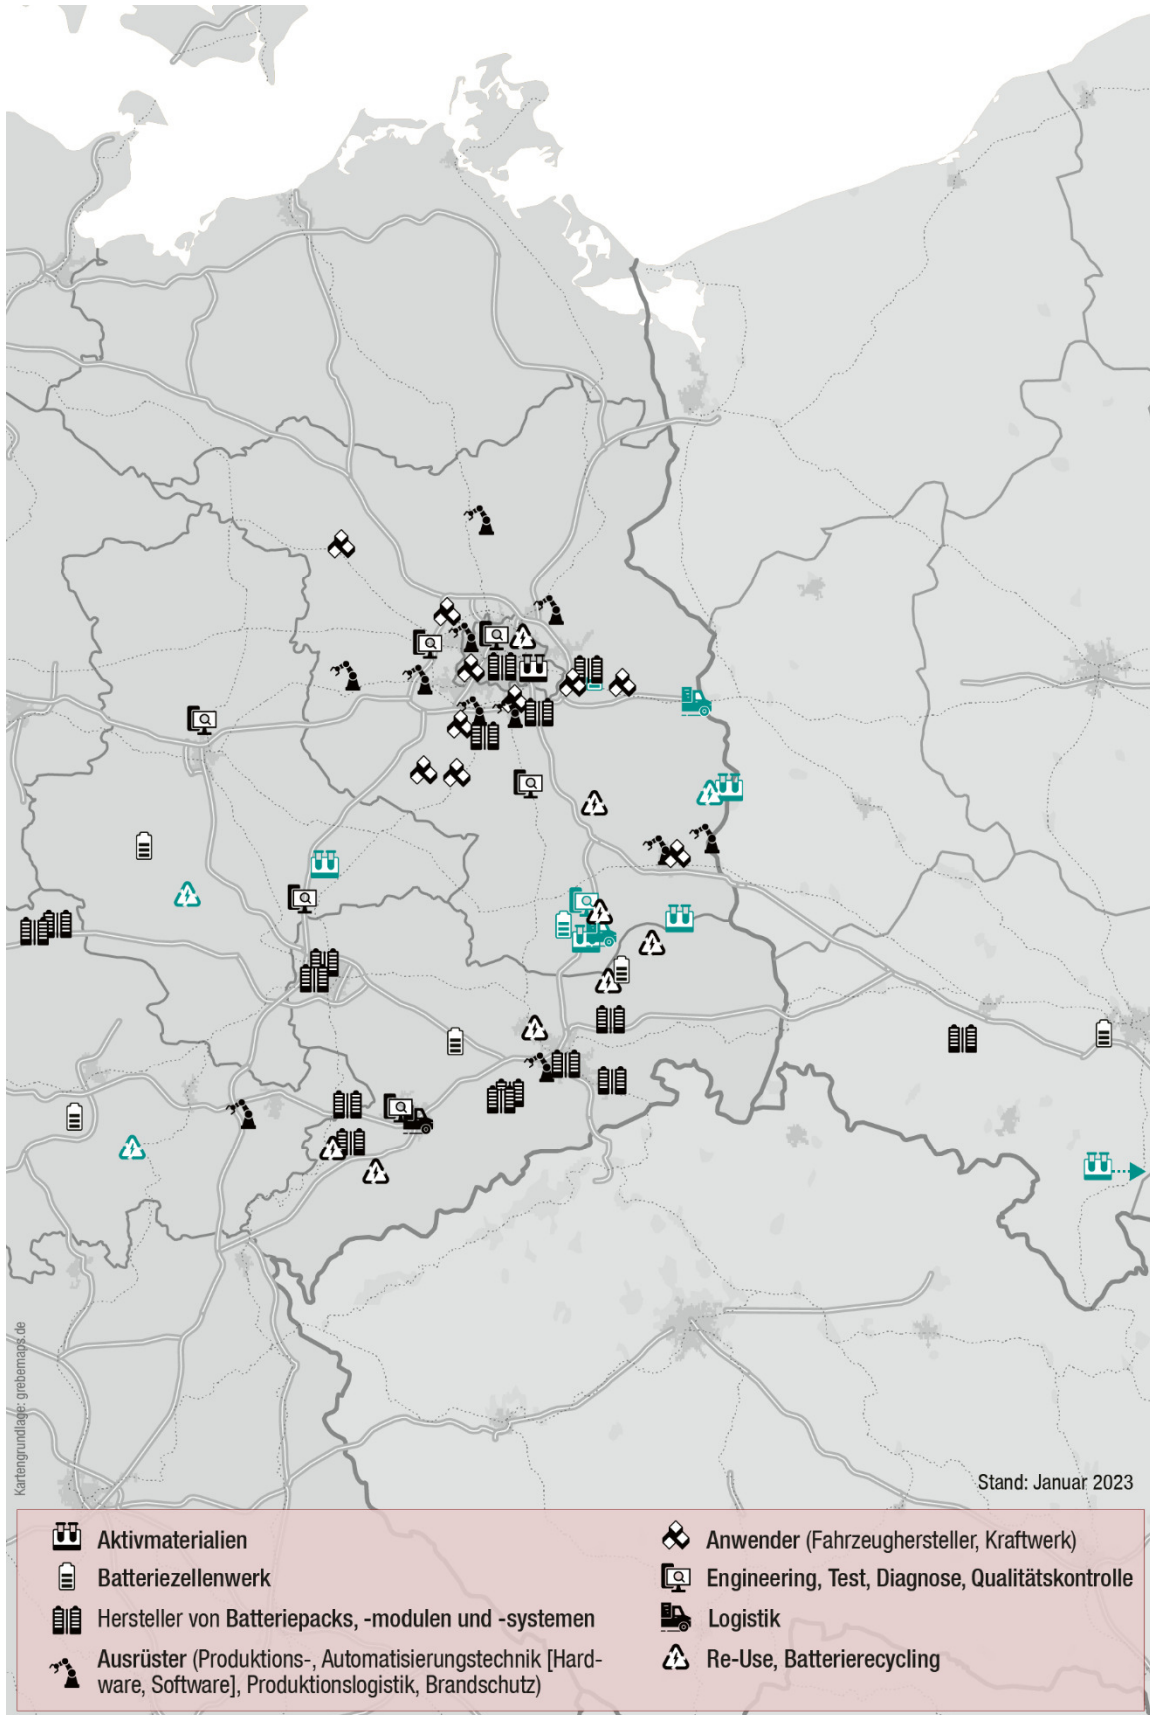 Kartengrundlage: grebemaps.de
Stand: Januar 2023
Aktivmaterialien
Batteriezellenwerk
Hersteller von Batteriepacks, -modulen und -systemen
Ausrüster (Produktions-, Automatisierungstechnik [Hard-
ware, Software], Produktionslogistik, Brandschutz)
Anwender (Fahrzeughersteller, Kraftwerk)
Engineering, Test, Diagnose, Qualitätskontrolle
Logistik
Re-Use, Batterierecycling